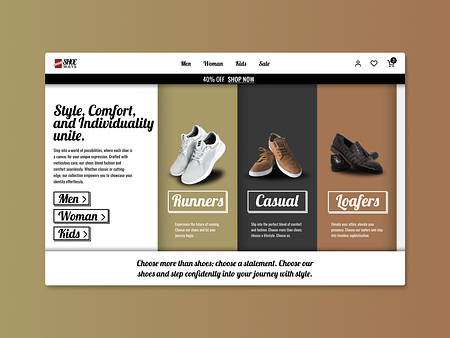 SHOE
Men Woman Kids Sale
2
40% OFF SHOP NOW
Style, Comfort,
and Individuality
unite.
Step into a world of possibilities, where each shoe is
a canvas for your unique expression. Crafted with
meticulous care, our shoes blend fashion and
comfort seamlessly. Whether classic or cutting-
edge, our collection empowers you to showcase your
identity effortlessly.
Men >
Woman >
Kids >
Runners
Experience the future of running.
Choose our shoes and let your
journey begin.
Casual
Slip into the perfect blend of comfort
and fashion. Choose more than shoes;
choose a lifestyle. Choose us.
Loafers
Elevate your attire, elevate your
presence. Choose our loafers and step
into timeless sophistication.
Choose more than shoes; choose a statement. Choose our
shoes and step confidently into your journey with style.